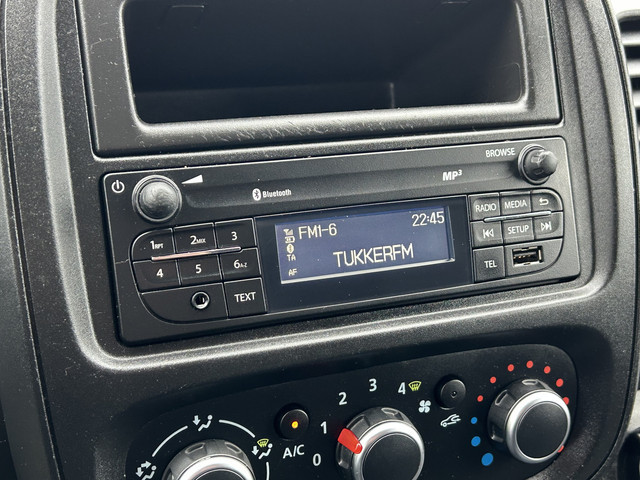 BROWSE
Bluetooth
MP3
1RPT 2MIX 3
4 5 6A-Z
TEXT
FM1-6 22:45
TA
AF
TUKKERFM
RADIO MEDIA
SETUP
TEL
0 1 2 3 4
A/C